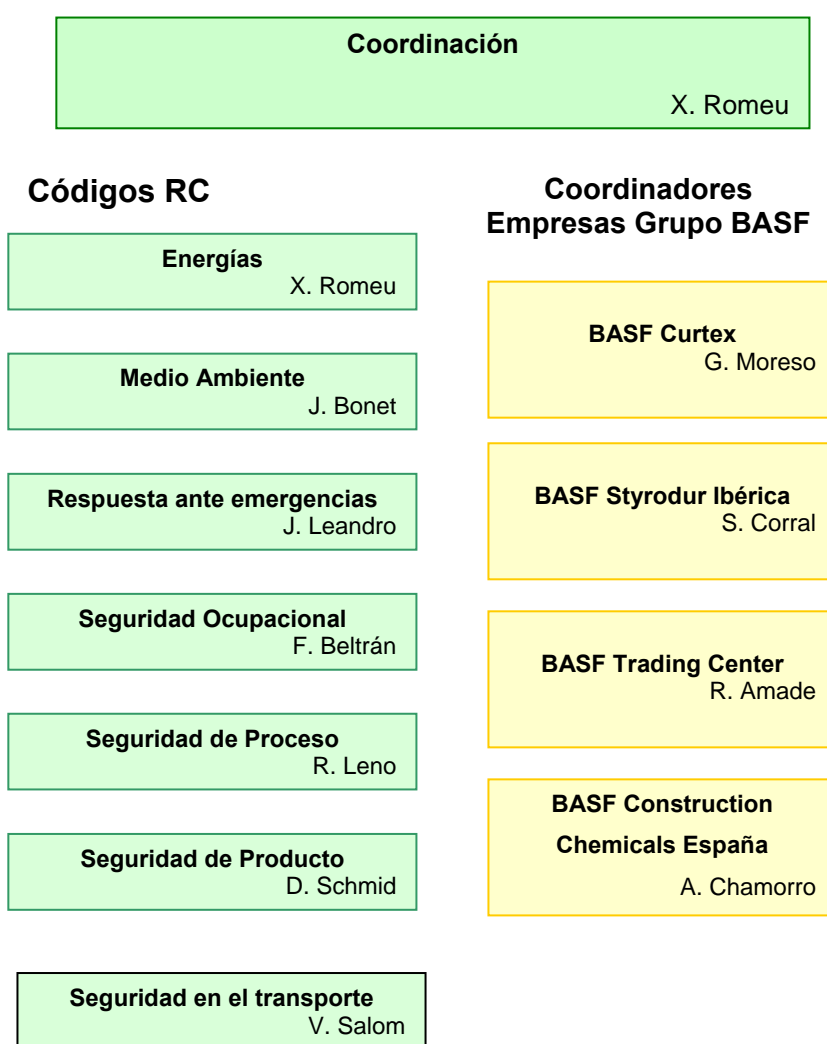 Coordinación
X. Romeu
Códigos RC
Energías
X. Romeu
Medio Ambiente
J. Bonet
Respuesta ante emergencias
J. Leandro
Seguridad Ocupacional
F. Beltrán
Seguridad de Proceso
R. Leno
Seguridad de Producto
D. Schmid
Seguridad en el transporte
V. Salom
Coordinadores
Empresas Grupo BASF
BASF Curtex
G. Moreso
BASF Styrodur Ibérica
S. Corral
BASF Trading Center
R. Amade
BASF Construction
Chemicals España
A. Chamorro